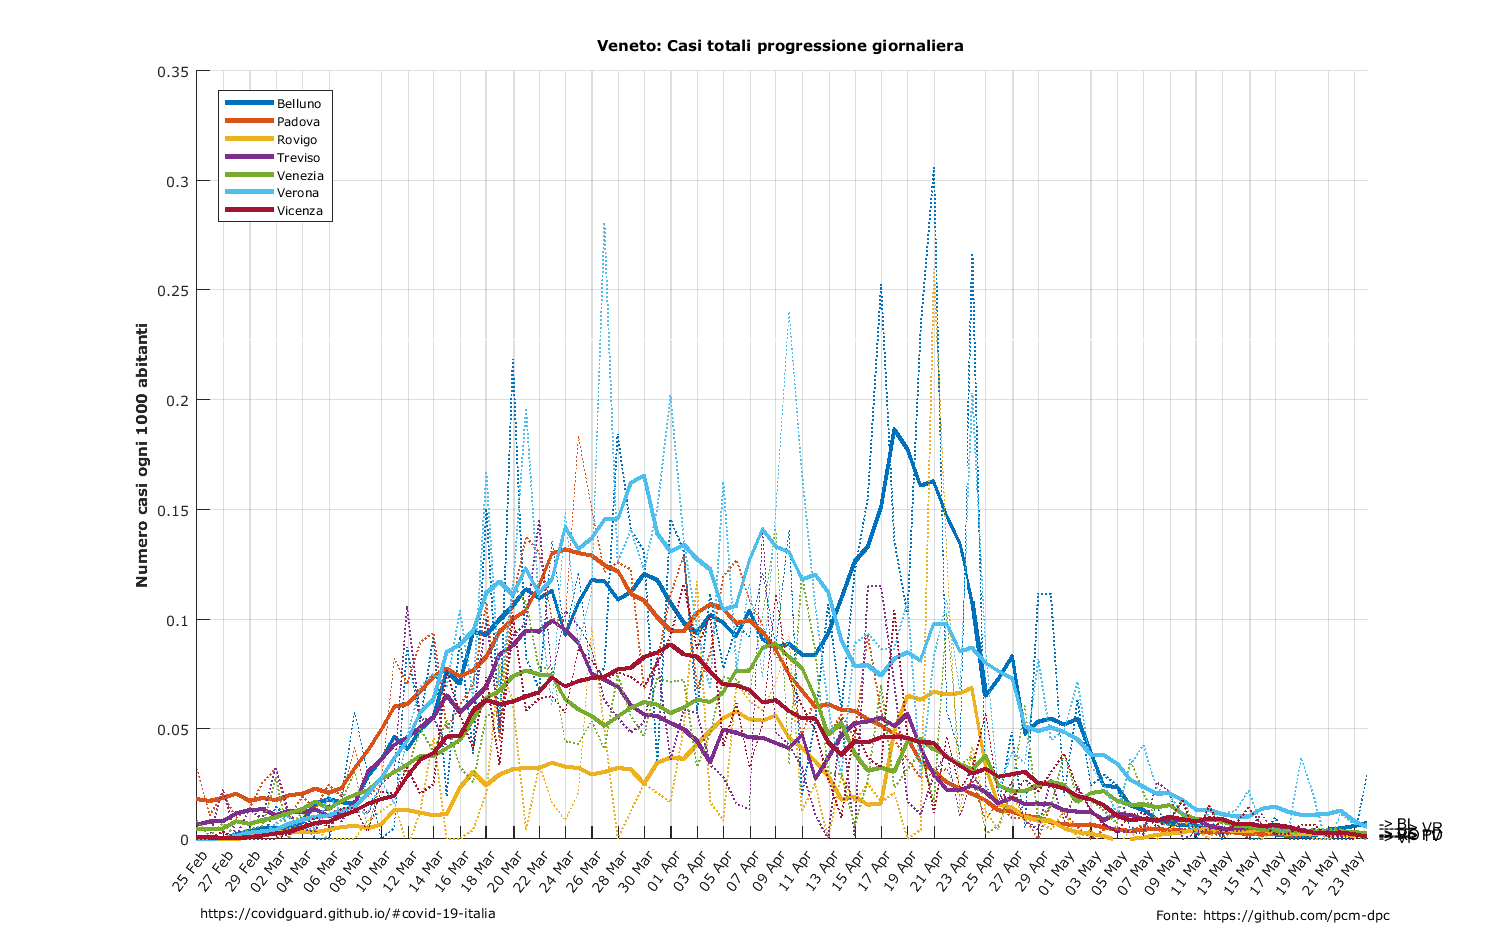 Veneto: Casi totali progressione giornaliera
Numero casi ogni 1000 abitanti
0.35
0.3
0.25
0.2
0.15
0.1
0.05
0
Belluno
Padova
Rovigo
Treviso
Venezia
Verona
Vicenza
25 Feb
27 Feb
29 Feb
02 Mar
04 Mar
06 Mar
08 Mar
10 Mar
12 Mar
14 Mar
16 Mar
18 Mar
20 Mar
22 Mar
24 Mar
26 Mar
28 Mar
30 Mar
01 Apr
03 Apr
05 Apr
07 Apr
09 Apr
11 Apr
13 Apr
15 Apr
17 Apr
19 Apr
21 Apr
23 Apr
25 Apr
27 Apr
29 Apr
01 May
03 May
05 May
07 May
09 May
11 May
13 May
15 May
17 May
19 May
21 May
23 May
-> BL
https://covidguard.github.io/#covid-19-italia
Fonte: https://github.com/pcm-dpc